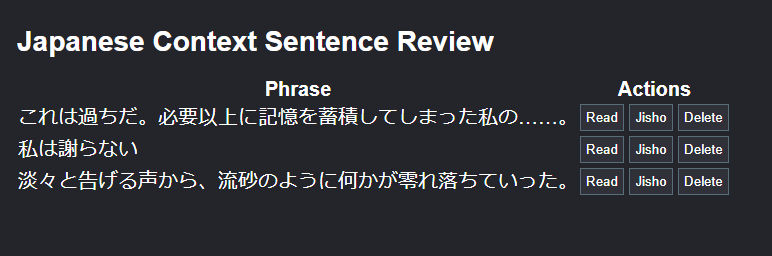 Japanese Context Sentence Review
Phrase Actions
これは過ちだ。必要以上に記憶を蓄積してしまった私の……。 Read Jisho Delete
私は謝らない Read Jisho Delete
淡々と告げる声から、流砂のように何かが零れ落ちていった。 Read Jisho Delete